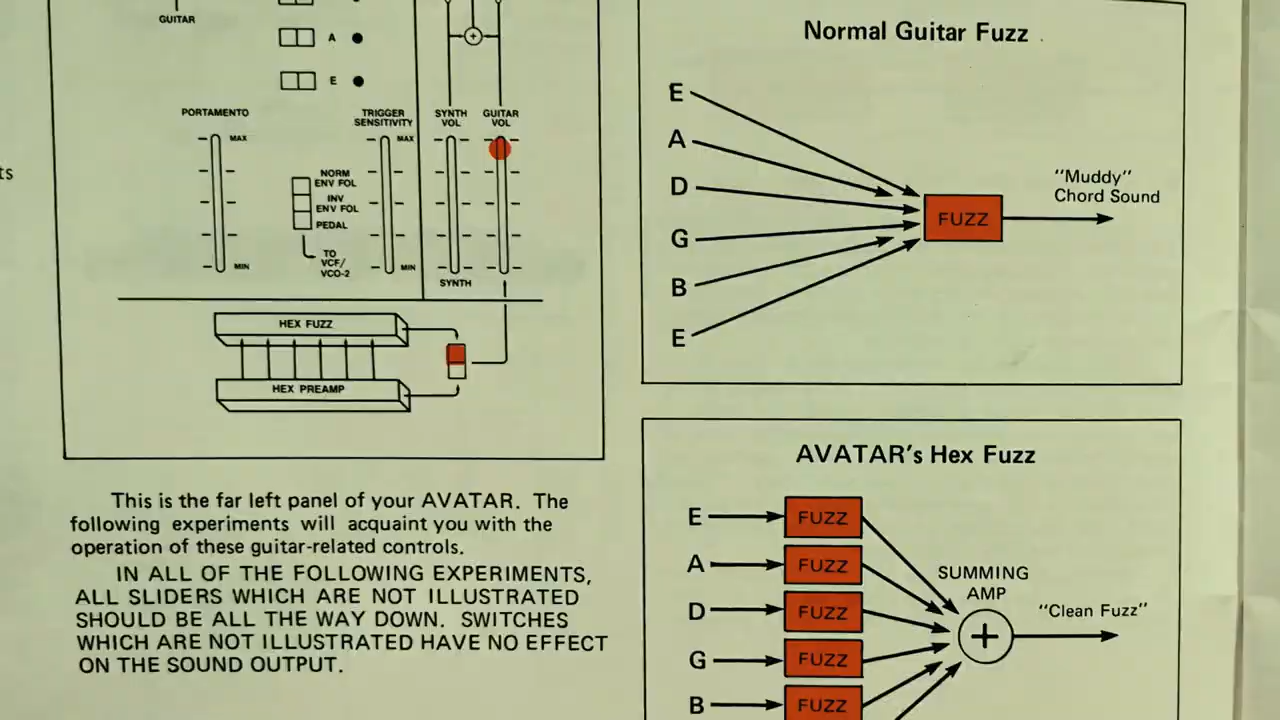 GUITAR
A
E
PORTAMENTO
TRIGGER
SENSITIVITY
SYNTH
VOL
GUITAR
VOL
MAX
MAX
NORM
ENV FOL
INV
ENV FOL
PEDAL
TO
VCF/
VCO-2
MIN
MIN
SYNTH
HEX FUZZ
HEX PREAMP
This is the far left panel of your AVATAR. The
following experiments will acquaint you with the
operation of these guitar-related controls.
IN ALL OF THE FOLLOWING EXPERIMENTS,
ALL SLIDERS WHICH ARE NOT ILLUSTRATED
SHOULD BE ALL THE WAY DOWN. SWITCHES
WHICH ARE NOT ILLUSTRATED HAVE NO EFFECT
ON THE SOUND OUTPUT.
Normal Guitar Fuzz
E
A
D
G
B
E
FUZZ
"Muddy"
Chord Sound
AVATAR's Hex Fuzz
E FUZZ
A FUZZ
D FUZZ
G FUZZ
B FUZZ
SUMMING
AMP
+
"Clean Fuzz"